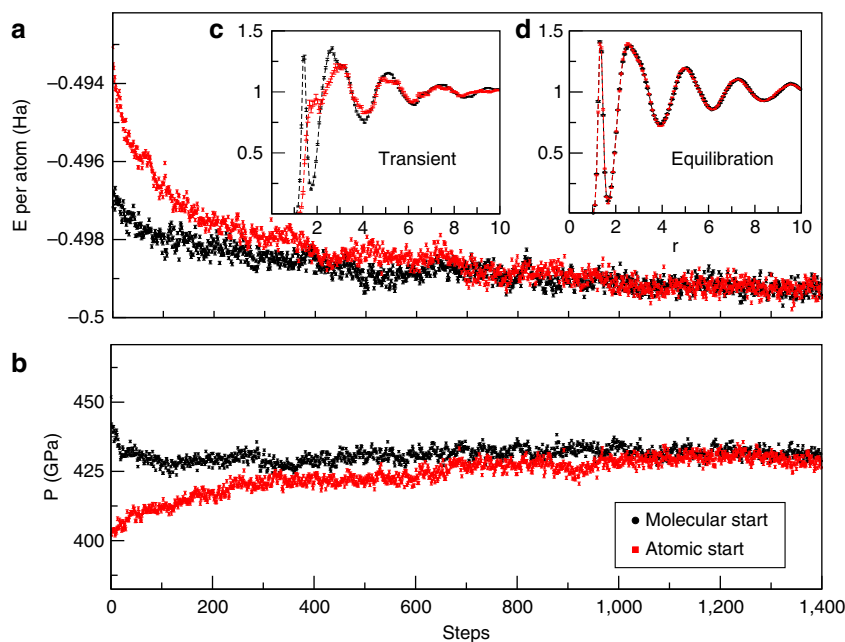 a
E per atom (Ha)
–0.494
–0.496
–0.498
–0.5
c
1.5
1
0.5
Transient
2
4
6
8
10
d
1.5
1
0.5
Equilibration
0
2
4
6
8
10
r
b
P (GPa)
450
425
400
Molecular start
Atomic start
0
200
400
600
800
1,000
1,200
1,400
Steps